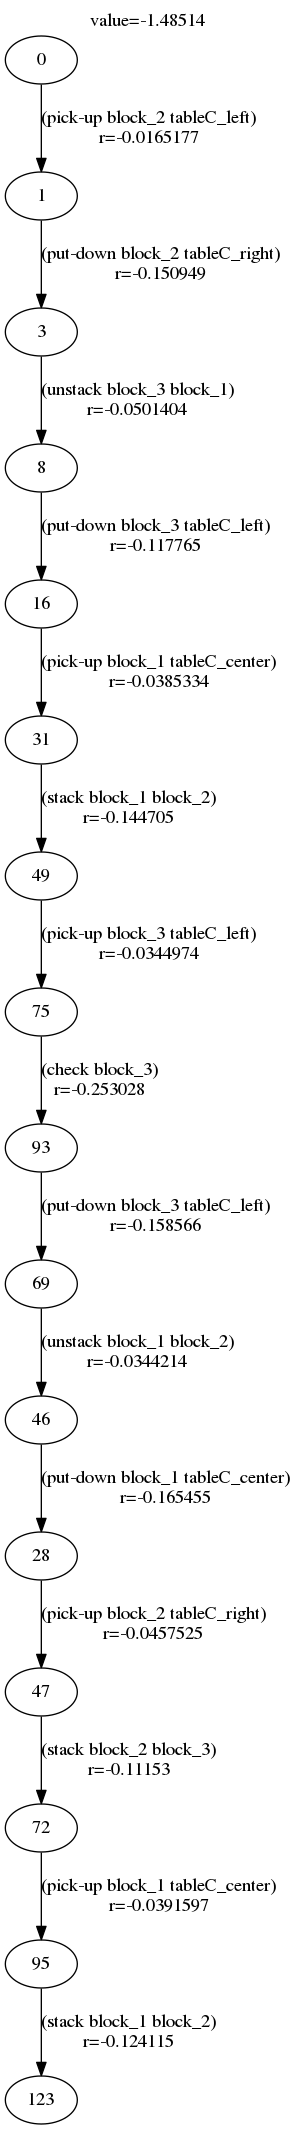 value=-1.48514
0
(pick-up block_2 tableC_left)
r=-0.0165177
1
(put-down block_2 tableC_right)
r=-0.150949
3
(unstack block_3 block_1)
r=-0.0501404
8
(put-down block_3 tableC_left)
r=-0.117765
16
(pick-up block_1 tableC_center)
r=-0.0385334
31
(stack block_1 block_2)
r=-0.144705
49
(pick-up block_3 tableC_left)
r=-0.0344974
75
(check block_3)
r=-0.253028
93
(put-down block_3 tableC_left)
r=-0.158566
69
(unstack block_1 block_2)
r=-0.0344214
46
(put-down block_1 tableC_center)
r=-0.165455
28
(pick-up block_2 tableC_right)
r=-0.0457525
47
(stack block_2 block_3)
r=-0.11153
72
(pick-up block_1 tableC_center)
r=-0.0391597
95
(stack block_1 block_2)
r=-0.124115
123